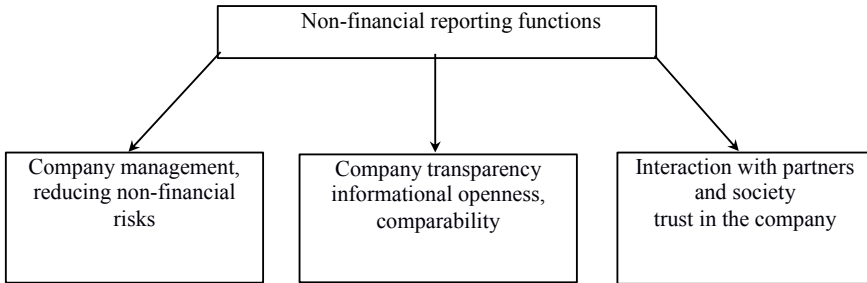 Non-financial reporting functions
Company management,
reducing non-financial
risks
Company transparency
informational openness,
comparability
Interaction with partners
and society
trust in the company